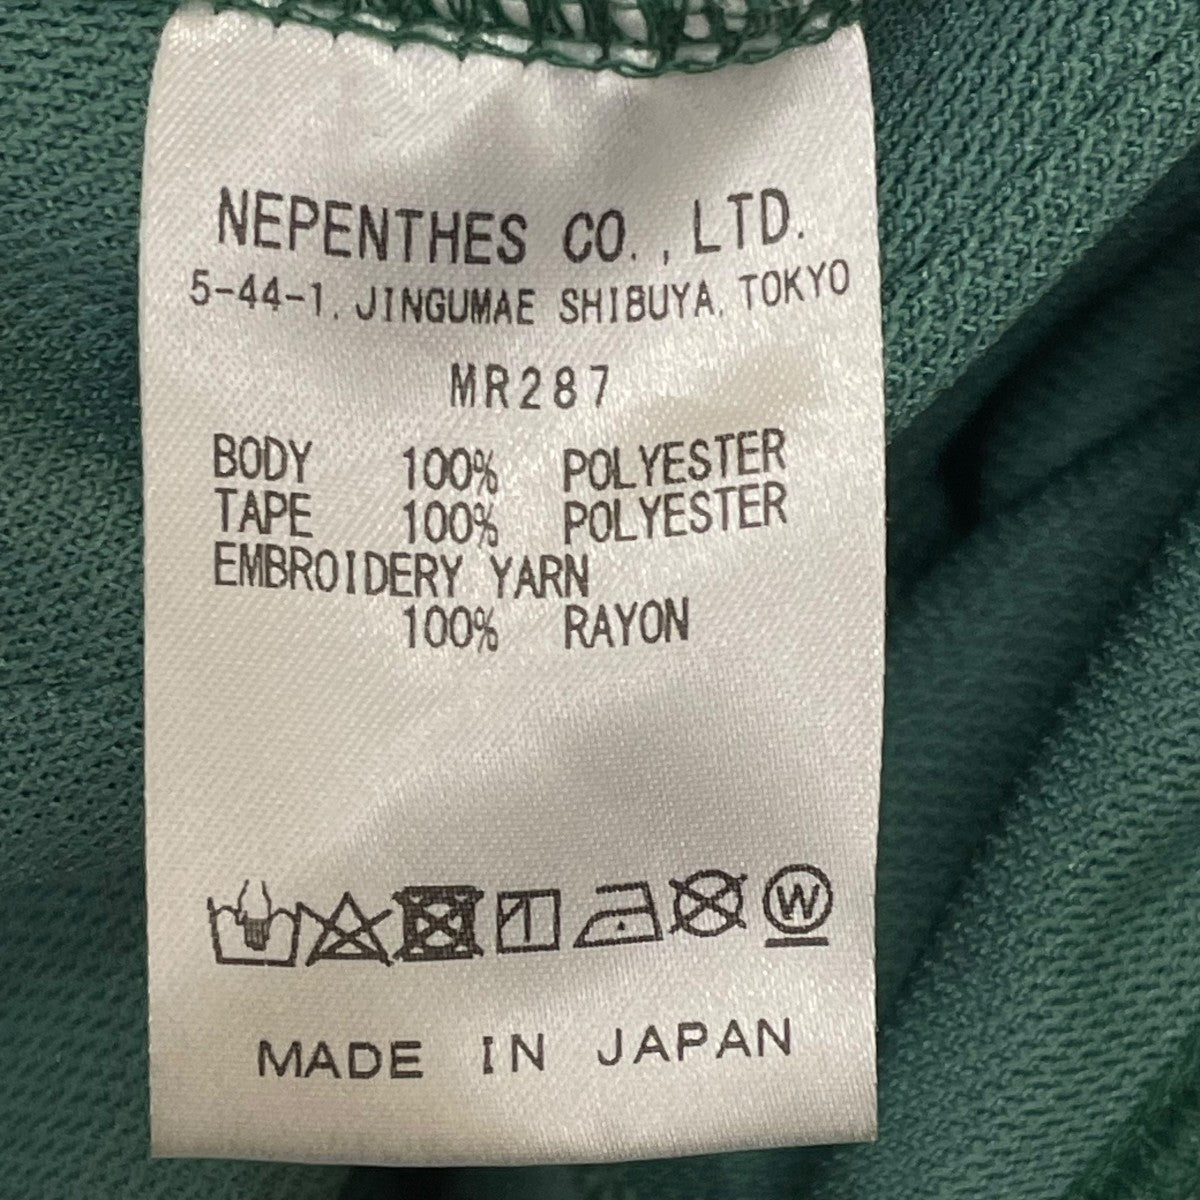 NEPENTHES CO., LTD.
5-44-1, JINGUMAE SHIBUYA, TOKYO
MR287
BODY 100% POLYESTER
TAPE 100% POLYESTER
EMBROIDERY YARN
100% RAYON
W
MADE IN JAPAN